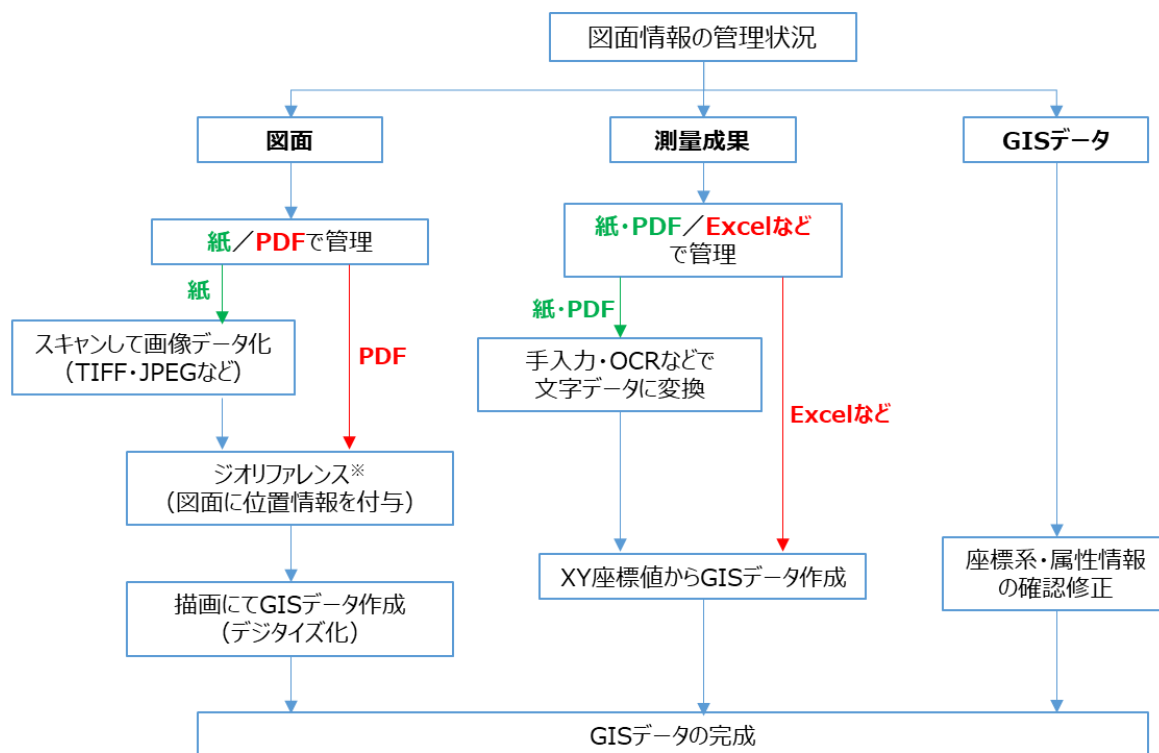 図面情報の管理状況
図面
測量成果
GISデータ
紙／PDFで管理
紙・PDF／Excelなど
で管理
紙
紙・PDF
スキャンして画像データ化
（TIFF・JPEGなど）
PDF
手入力・OCRなどで
文字データに変換
Excelなど
ジオリファレンス※
（図面に位置情報を付与）
XY座標値からGISデータ作成
座標系・属性情報
の確認修正
描画にてGISデータ作成
（デジタイズ化）
GISデータの完成